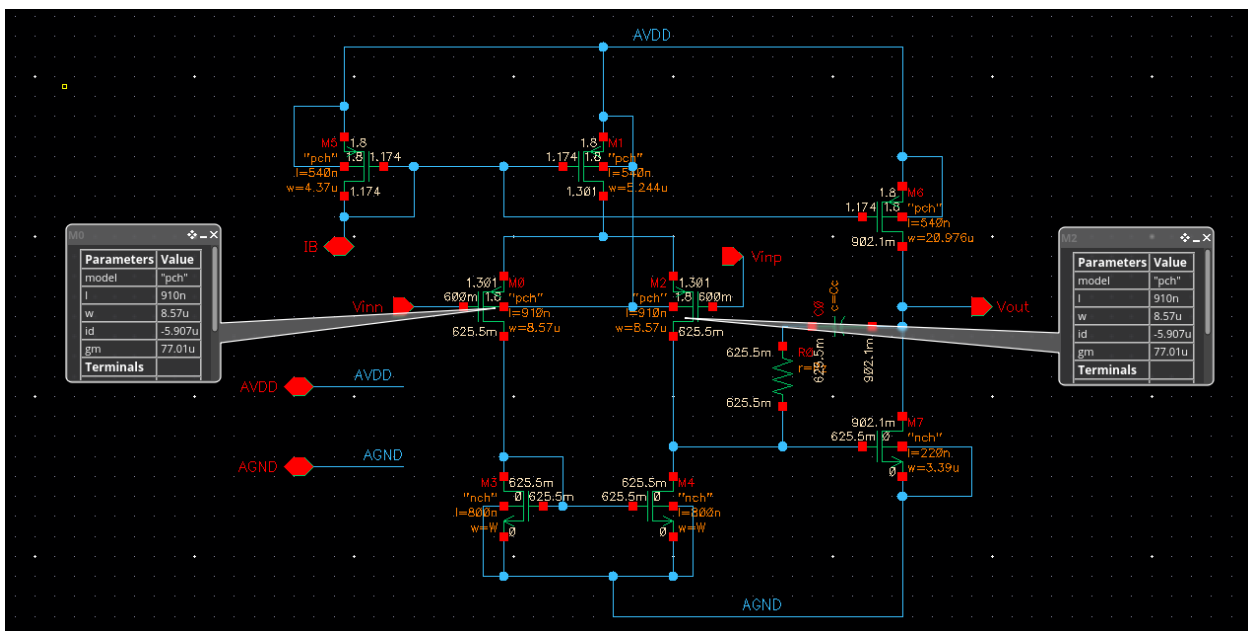 AVDD
M5
1.8
"pch"
1.8
1.174
l=540n
w=4.37u
1.174
M1
1.8
1.174
1.8
"pch"
l=540n
w=5.244u
1.301
1.8
M6
1.174
1.8
"pch"
l=540n
w=20.976u
902.1m
IB
Vinn
1.301
M0
600m
1.8
"pch"
l=910n
w=8.57u
625.5m
M2
1.301
1.8
600m
"pch"
l=910n
w=8.57u
625.5m
Vinp
C0
c=Cc
625.5m
902.1m
Vout
625.5m
R0
625.5m
AVDD
AVDD
AGND
AGND
902.1m
M7
625.5m
0
"nch"
l=220n
w=3.39u
0
M3
625.5m
"nch"
0
625.5m
l=800n
w=W
0
625.5m
M4
625.5m
0
"nch"
l=800n
w=W
0
AGND
M0
Parameters Value
model "pch"
l 910n
w 8.57u
id -5.907u
gm 77.01u
Terminals
M2
Parameters Value
model "pch"
l 910n
w 8.57u
id -5.907u
gm 77.01u
Terminals